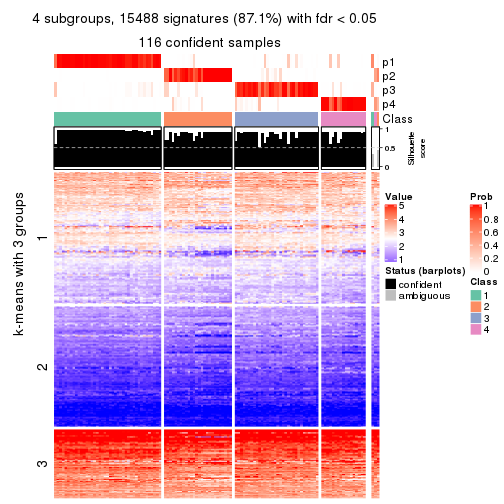 4 subgroups, 15488 signatures (87.1%) with fdr < 0.05
116 confident samples
p1
p2
p3
p4
Class
1
0.5
0
Silhouette
score
k-means with 3 groups
1
2
3
Value
5
4
3
2
1
Status (barplots)
confident
ambiguous
Prob
1
0.8
0.6
0.4
0.2
0
Class
1
2
3
4